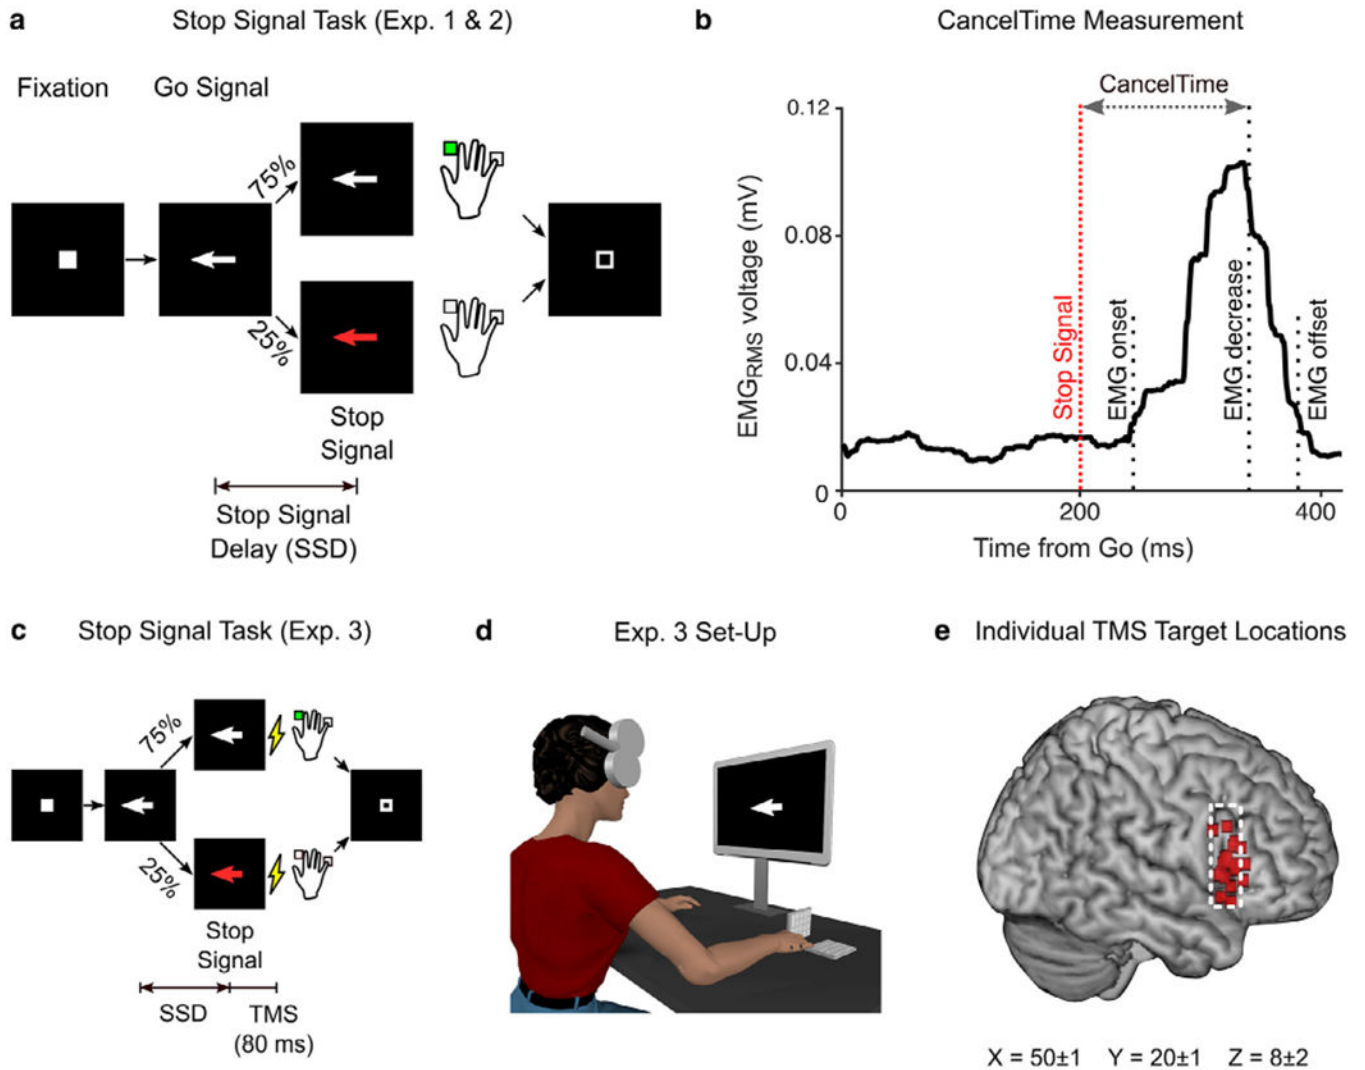 a Stop Signal Task (Exp. 1 & 2)
Fixation Go Signal
75%
25%
Stop
Signal
Stop Signal
Delay (SSD)
b CancelTime Measurement
CancelTime
0.12
0.08
0.04
0
EMGRMS voltage (mV)
Stop Signal
EMG onset
EMG decrease
EMG offset
0 200 400
Time from Go (ms)
c Stop Signal Task (Exp. 3)
75%
25%
Stop
Signal
SSD TMS
(80 ms)
d Exp. 3 Set-Up
e Individual TMS Target Locations
X = 50±1 Y = 20±1 Z = 8±2